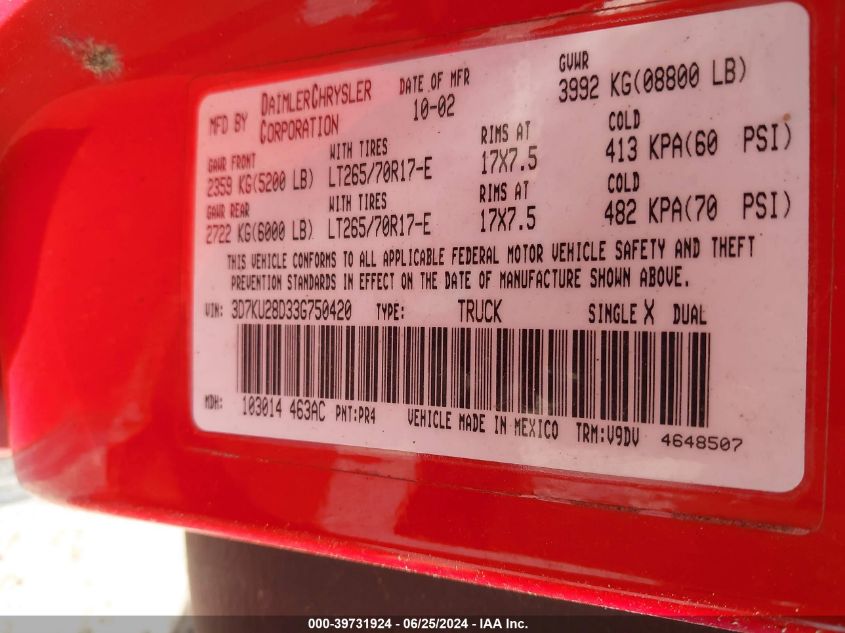 MFD BY DAIMLERCHRYSLER CORPORATION DATE OF MFR 10-02 GVWR 3992 KG(08800 LB)
GAWR FRONT WITH TIRES RIMS AT COLD
2359 KG(5200 LB) LT265/70R17-E 17X7.5 413 KPA(60 PSI)
GAWR REAR WITH TIRES RIMS AT COLD
2722 KG(6000 LB) LT265/70R17-E 17X7.5 482 KPA(70 PSI)
THIS VEHICLE CONFORMS TO ALL APPLICABLE FEDERAL MOTOR VEHICLE SAFETY AND THEFT
PREVENTION STANDARDS IN EFFECT ON THE DATE OF MANUFACTURE SHOWN ABOVE.
VIN: 3D7KU28D33G750420 TYPE: TRUCK SINGLE X DUAL
MDH: 103014 463AC PNT:PR4 VEHICLE MADE IN MEXICO TRM:V9DV 4648507
000-39731924 - 06/25/2024 - IAA Inc.